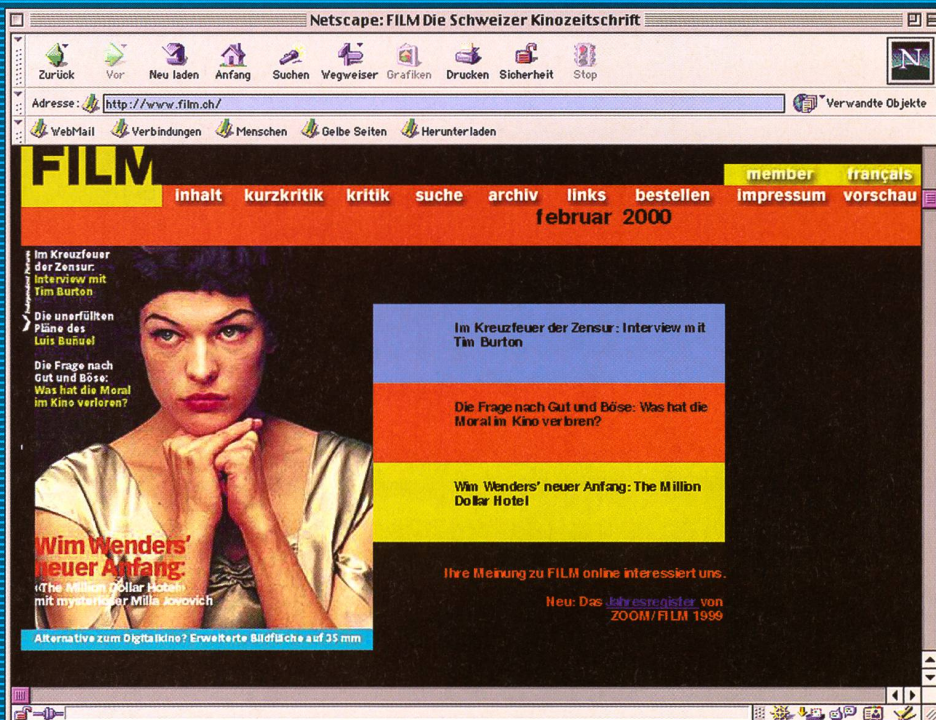 Netscape: FILM Die Schweizer Kinozeitschrift
Zurück Vor Neu laden Anfang Suchen Wegweiser Grafiken Drucken Sicherheit Stop
N
Adresse: http://www.film.ch/ Verwandte Objekte
WebMail Verbindungen Menschen Gelbe Seiten Herunterladen
FILM
member français
inhalt kurzkritik kritik suche archiv links bestellen impressum vorschau
februar 2000
Im Kreuzfeuer
der Zensur:
Interview mit
Tim Burton
Die unerfüllten
Pläne des
Luis Buñuel
Die Frage nach
Gut und Böse:
Was hat die Moral
im Kino verloren?
Wim Wenders'
neuer Anfang:
«The Million Dollar Hotel»
mit mysteriöser Milla Jovovich
Alternative zum Digitalkino? Erweiterte Bildfläche auf 35 mm
Im Kreuzfeuer der Zensur: Interview mit
Tim Burton
Die Frage nach Gut und Böse: Was hat die
Moral im Kino verloren?
Wim Wenders' neuer Anfang: The Million
Dollar Hotel
Ihre Meinung zu FILM online interessiert uns.
Neu: Das Jahresregister von
ZOOM/FILM 1999